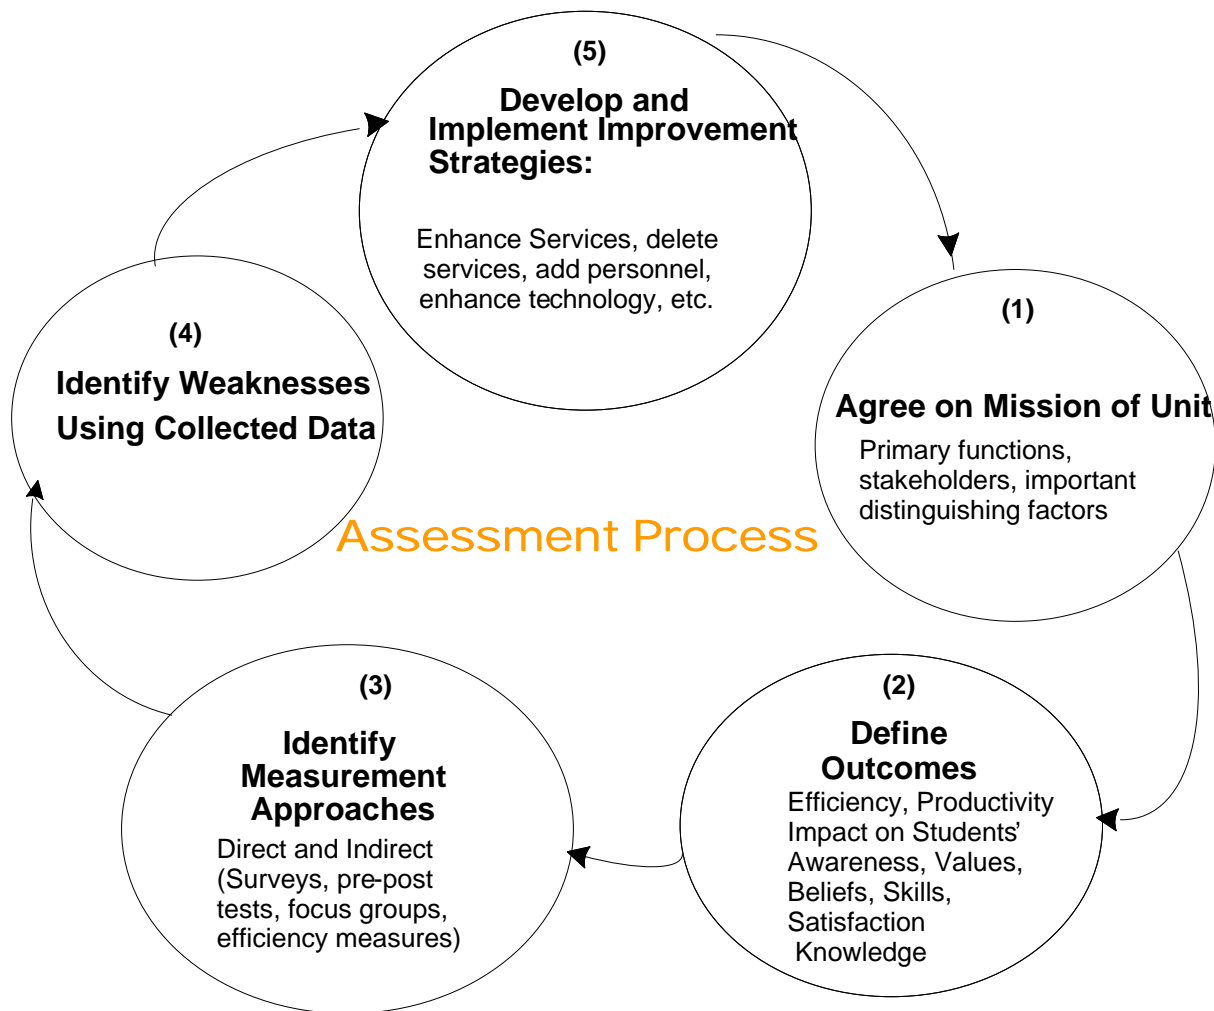 (5)
Develop and
Implement Improvement
Strategies:
Enhance Services, delete
services, add personnel,
enhance technology, etc.
(1)
Agree on Mission of Unit
Primary functions,
stakeholders, important
distinguishing factors
(4)
Identify Weaknesses
Using Collected Data
Assessment Process
(3)
Identify
Measurement
Approaches
Direct and Indirect
(Surveys, pre-post
tests, focus groups,
efficiency measures)
(2)
Define
Outcomes
Efficiency, Productivity
Impact on Students’
Awareness, Values,
Beliefs, Skills,
Satisfaction
Knowledge